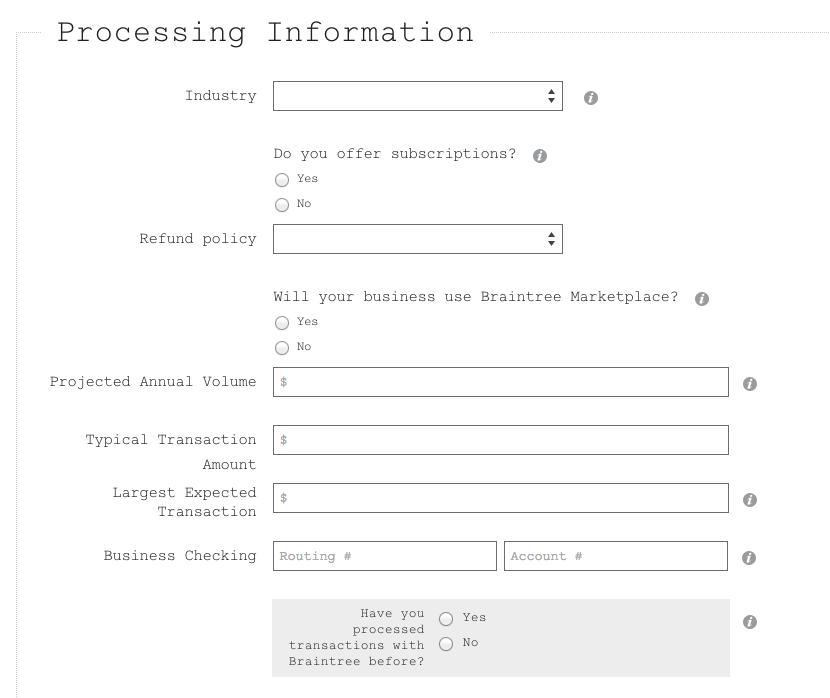 Processing Information
Industry
Do you offer subscriptions?
Yes
No
Refund policy
Will your business use Braintree Marketplace?
Yes
No
Projected Annual Volume $
Typical Transaction
Amount
$
Largest Expected
Transaction
$
Business Checking Routing # Account #
Have you
processed
transactions with
Braintree before?
Yes
No